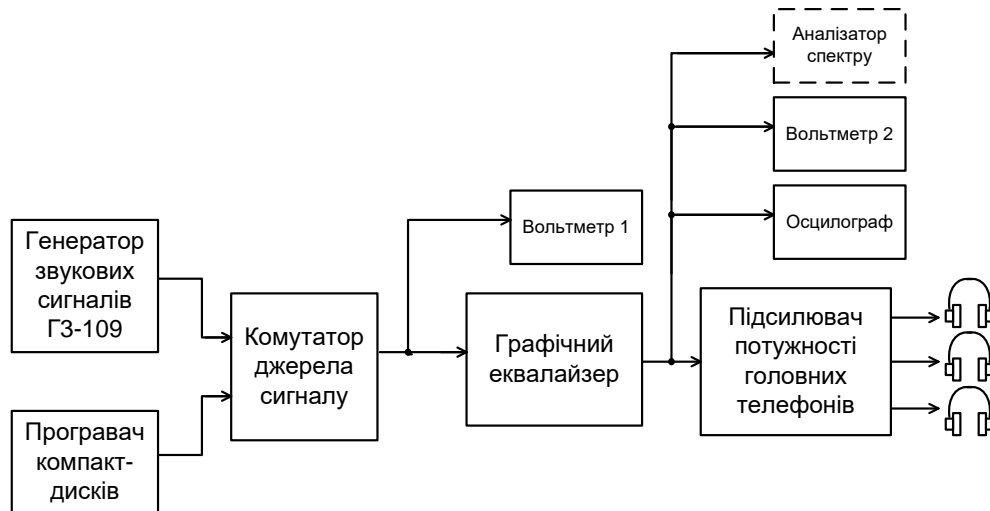 Аналізатор
спектру
Вольтметр 2
Вольтметр 1
Осцилограф
Генератор
звукових
сигналів
ГЗ-109
Комутатор
джерела
сигналу
Графічний
еквалайзер
Підсилювач
потужності
головних
телефонів
Програвач
компакт-
дисків